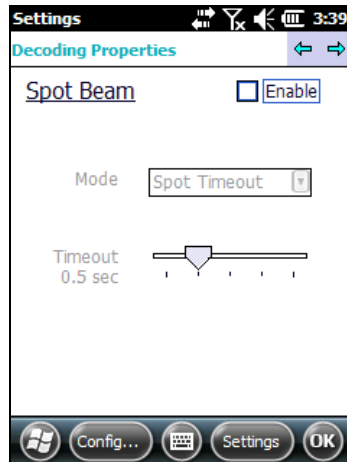 Settings 3:39
Decoding Properties
Spot Beam Enable
Mode Spot Timeout
Timeout
0.5 sec
Config... Settings OK